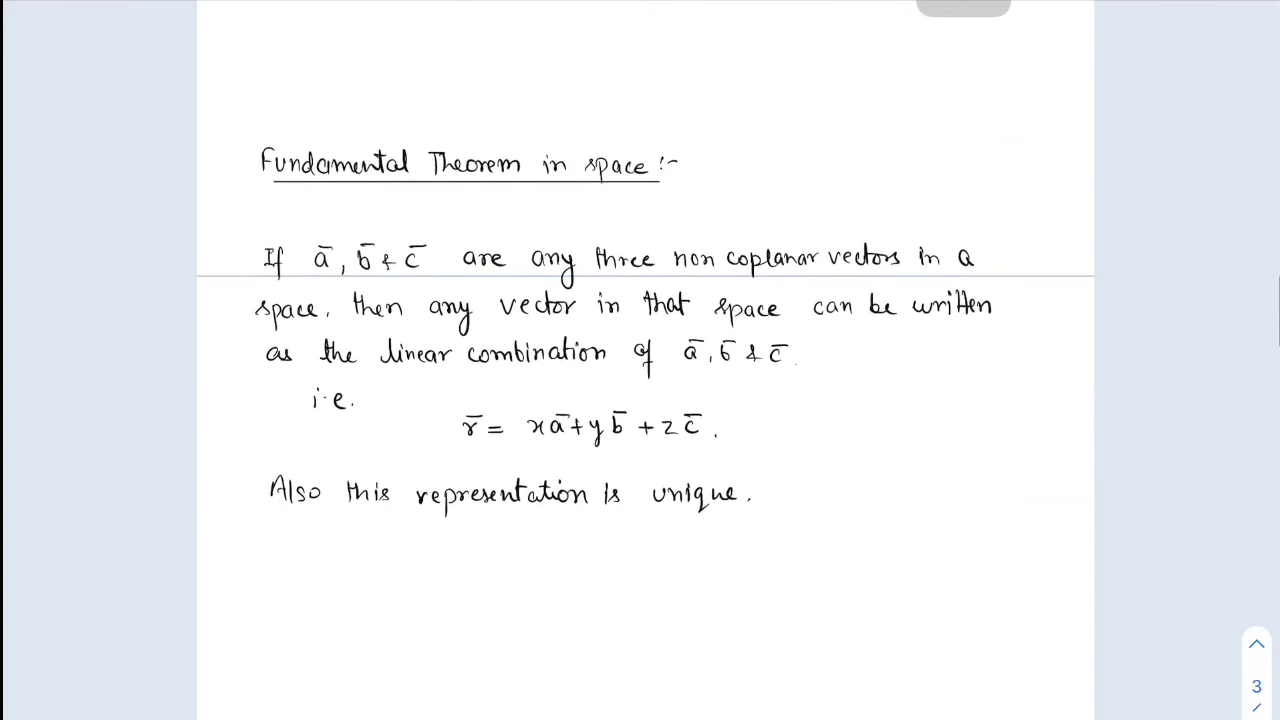 Fundamental Theorem in space :-
If a̅, b̅ & c̅ are any three non coplanar vectors in a
space, then any vector in that space can be written
as the linear combination of a̅, b̅ & c̅.
i.e.
r̅ = xa̅ + yb̅ + zc̅.
Also this representation is unique.
3